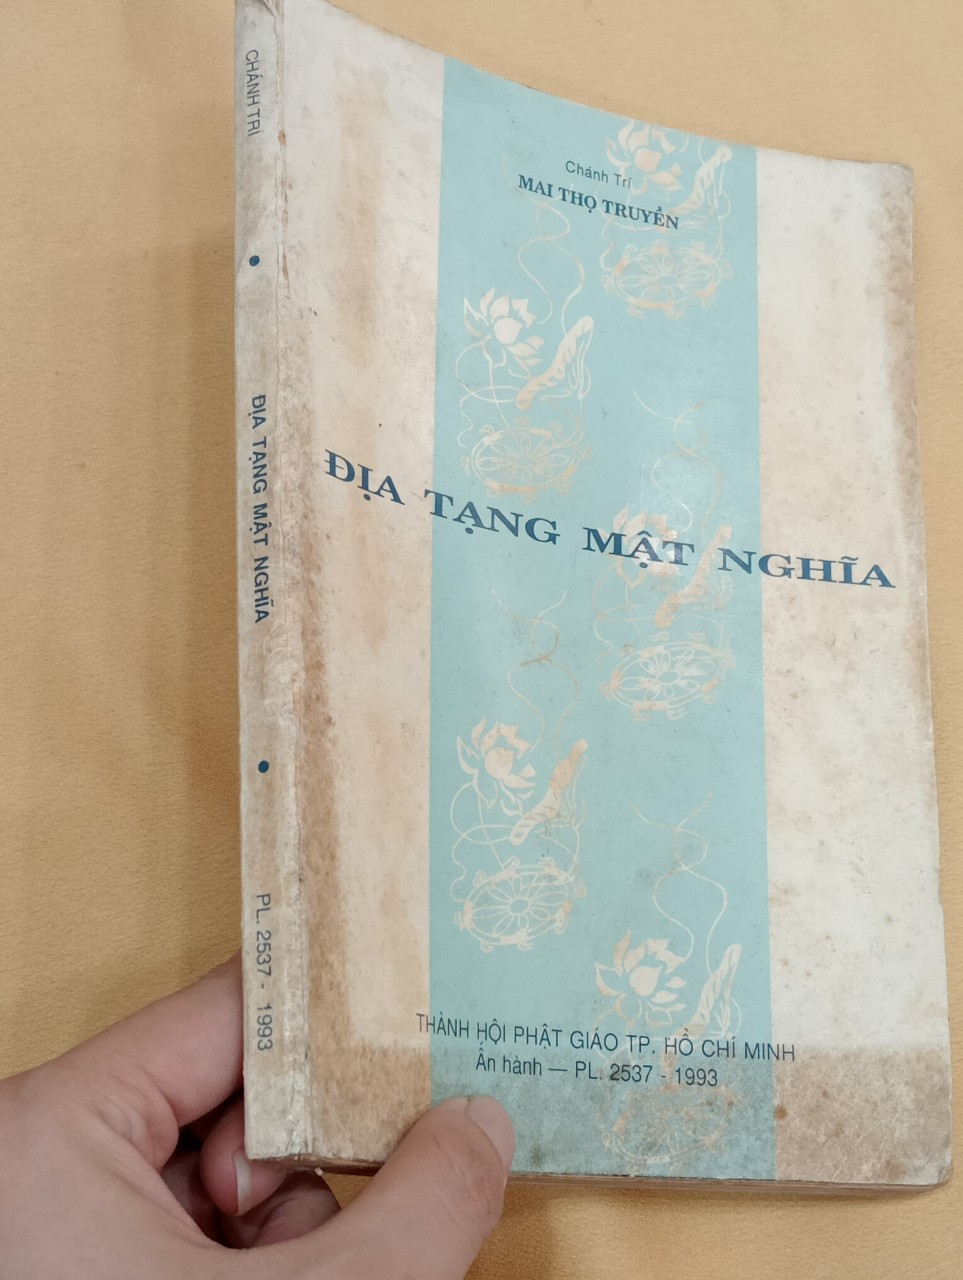 CHÁNH TRÍ • ĐỊA TẠNG MẬT NGHĨA • PL. 2537 - 1993
Chánh Trí
MAI THỌ TRUYỀN
ĐỊA TẠNG MẬT NGHĨA
THÀNH HỘI PHẬT GIÁO TP. HỒ CHÍ MINH
Ấn hành — PL. 2537 - 1993